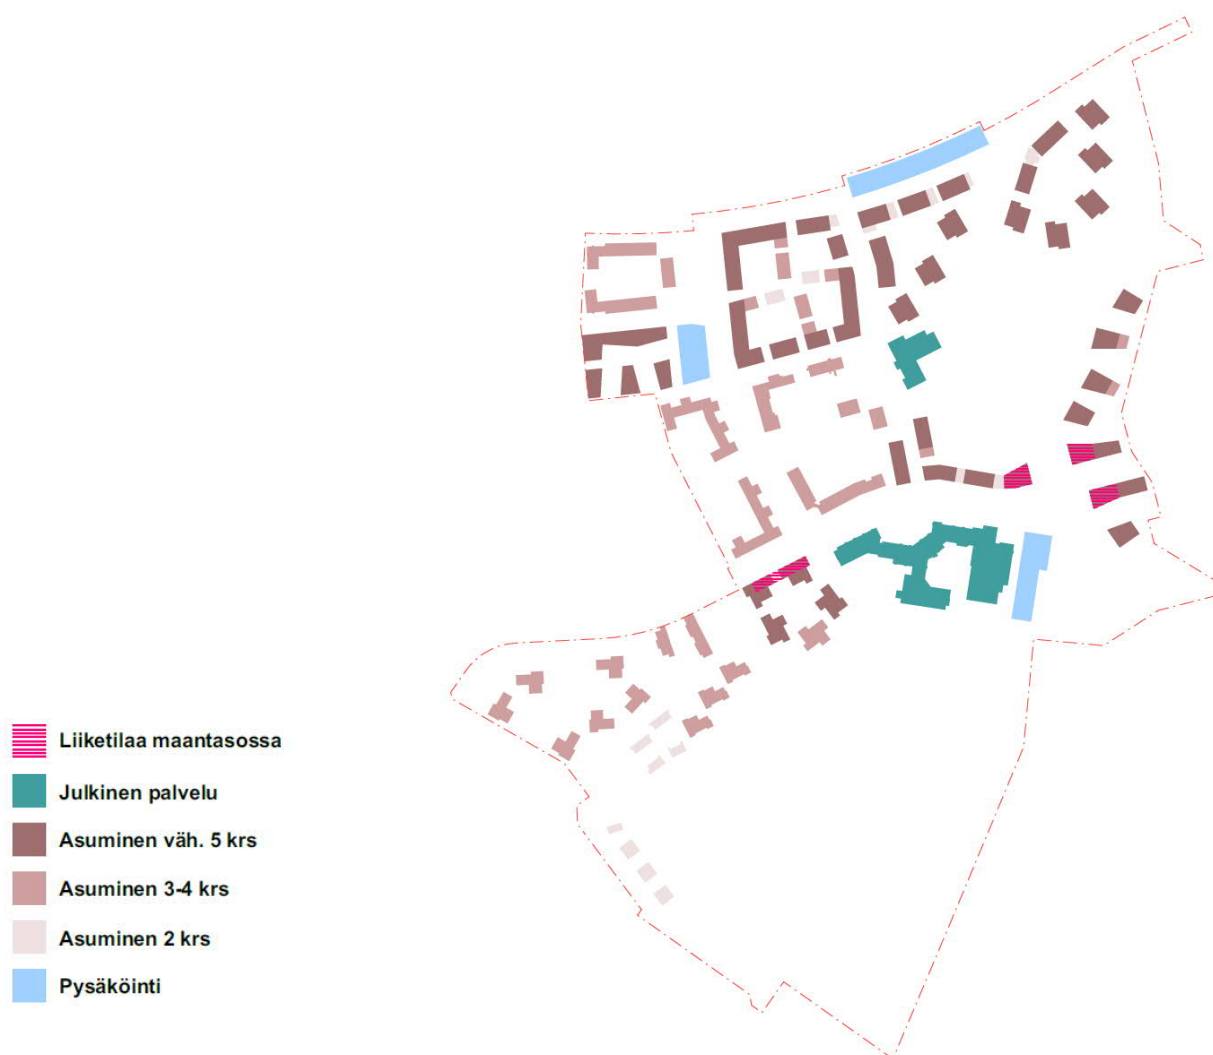 Liiketilaa maantasossa
Julkinen palvelu
Asuminen väh. 5 krs
Asuminen 3-4 krs
Asuminen 2 krs
Pysäköinti